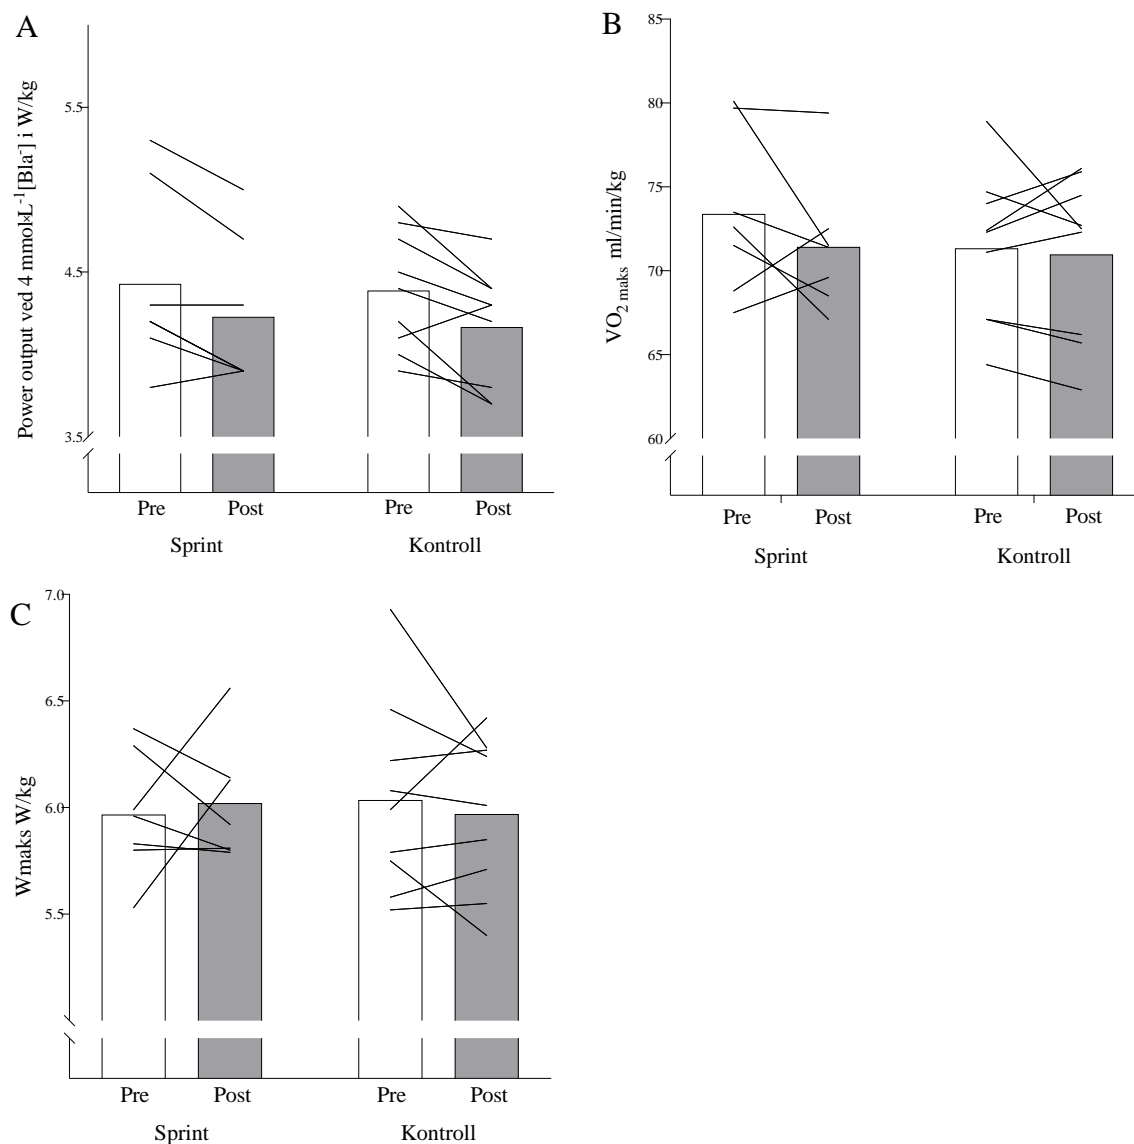 A
Power output ved 4 mmol×L⁻¹[Bla⁻] i W/kg
5.5
4.5
3.5
Pre Post Pre Post
Sprint Kontroll
B
VO₂ maks ml/min/kg
85
80
75
70
65
60
Pre Post Pre Post
Sprint Kontroll
C
Wmaks W/kg
7.0
6.5
6.0
5.5
Pre Post Pre Post
Sprint Kontroll